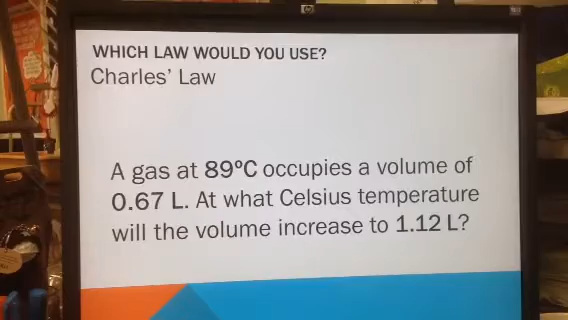 WHICH LAW WOULD YOU USE?
Charles' Law
A gas at 89ºC occupies a volume of
0.67 L. At what Celsius temperature
will the volume increase to 1.12 L?